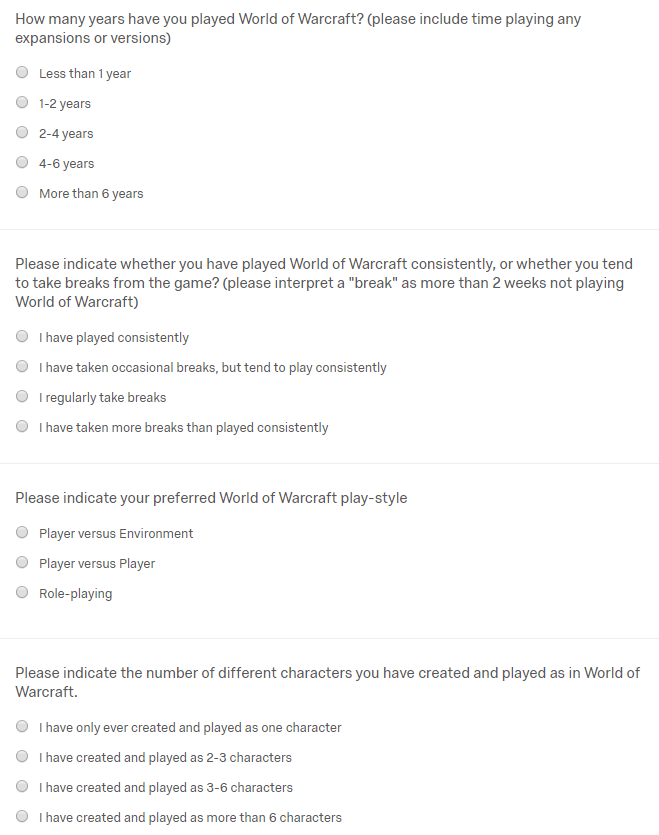 How many years have you played World of Warcraft? (please include time playing any
expansions or versions)
Less than 1 year
1-2 years
2-4 years
4-6 years
More than 6 years
Please indicate whether you have played World of Warcraft consistently, or whether you tend
to take breaks from the game? (please interpret a "break" as more than 2 weeks not playing
World of Warcraft)
I have played consistently
I have taken occasional breaks, but tend to play consistently
I regularly take breaks
I have taken more breaks than played consistently
Please indicate your preferred World of Warcraft play-style
Player versus Environment
Player versus Player
Role-playing
Please indicate the number of different characters you have created and played as in World of
Warcraft.
I have only ever created and played as one character
I have created and played as 2-3 characters
I have created and played as 3-6 characters
I have created and played as more than 6 characters